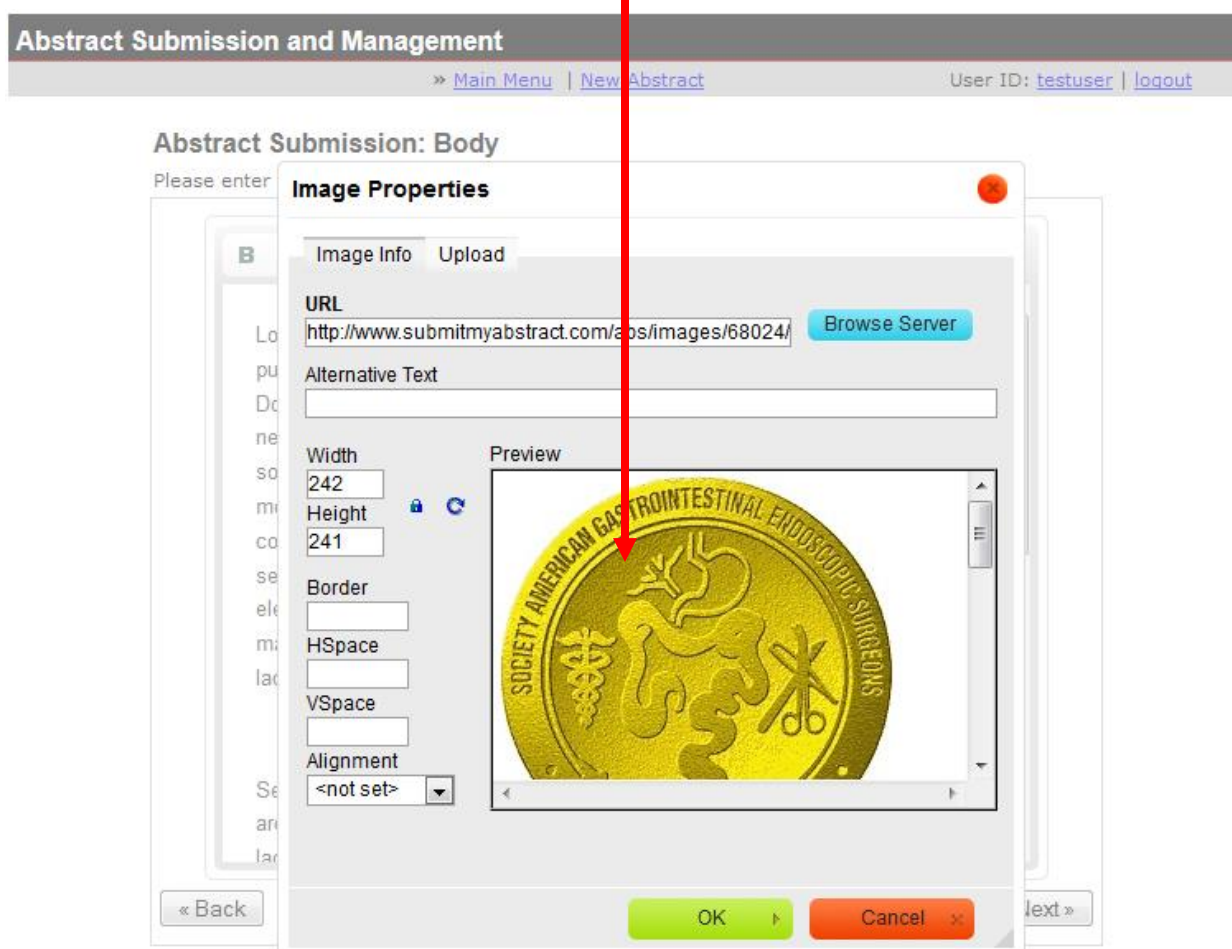 Abstract Submission and Management
» Main Menu | New Abstract User ID: testuser | logout
Abstract Submission: Body
Please enter
Image Properties
B
Image Info Upload
URL
http://www.submitmyabstract.com/abs/images/68024/ Browse Server
Alternative Text
Width
242
Height
241
Border
HSpace
VSpace
Alignment
<not set>
Preview
SOCIETY AMERICAN GASTROINTESTINAL ENDOSCOPIC SURGEONS
« Back
OK
Cancel
Next »